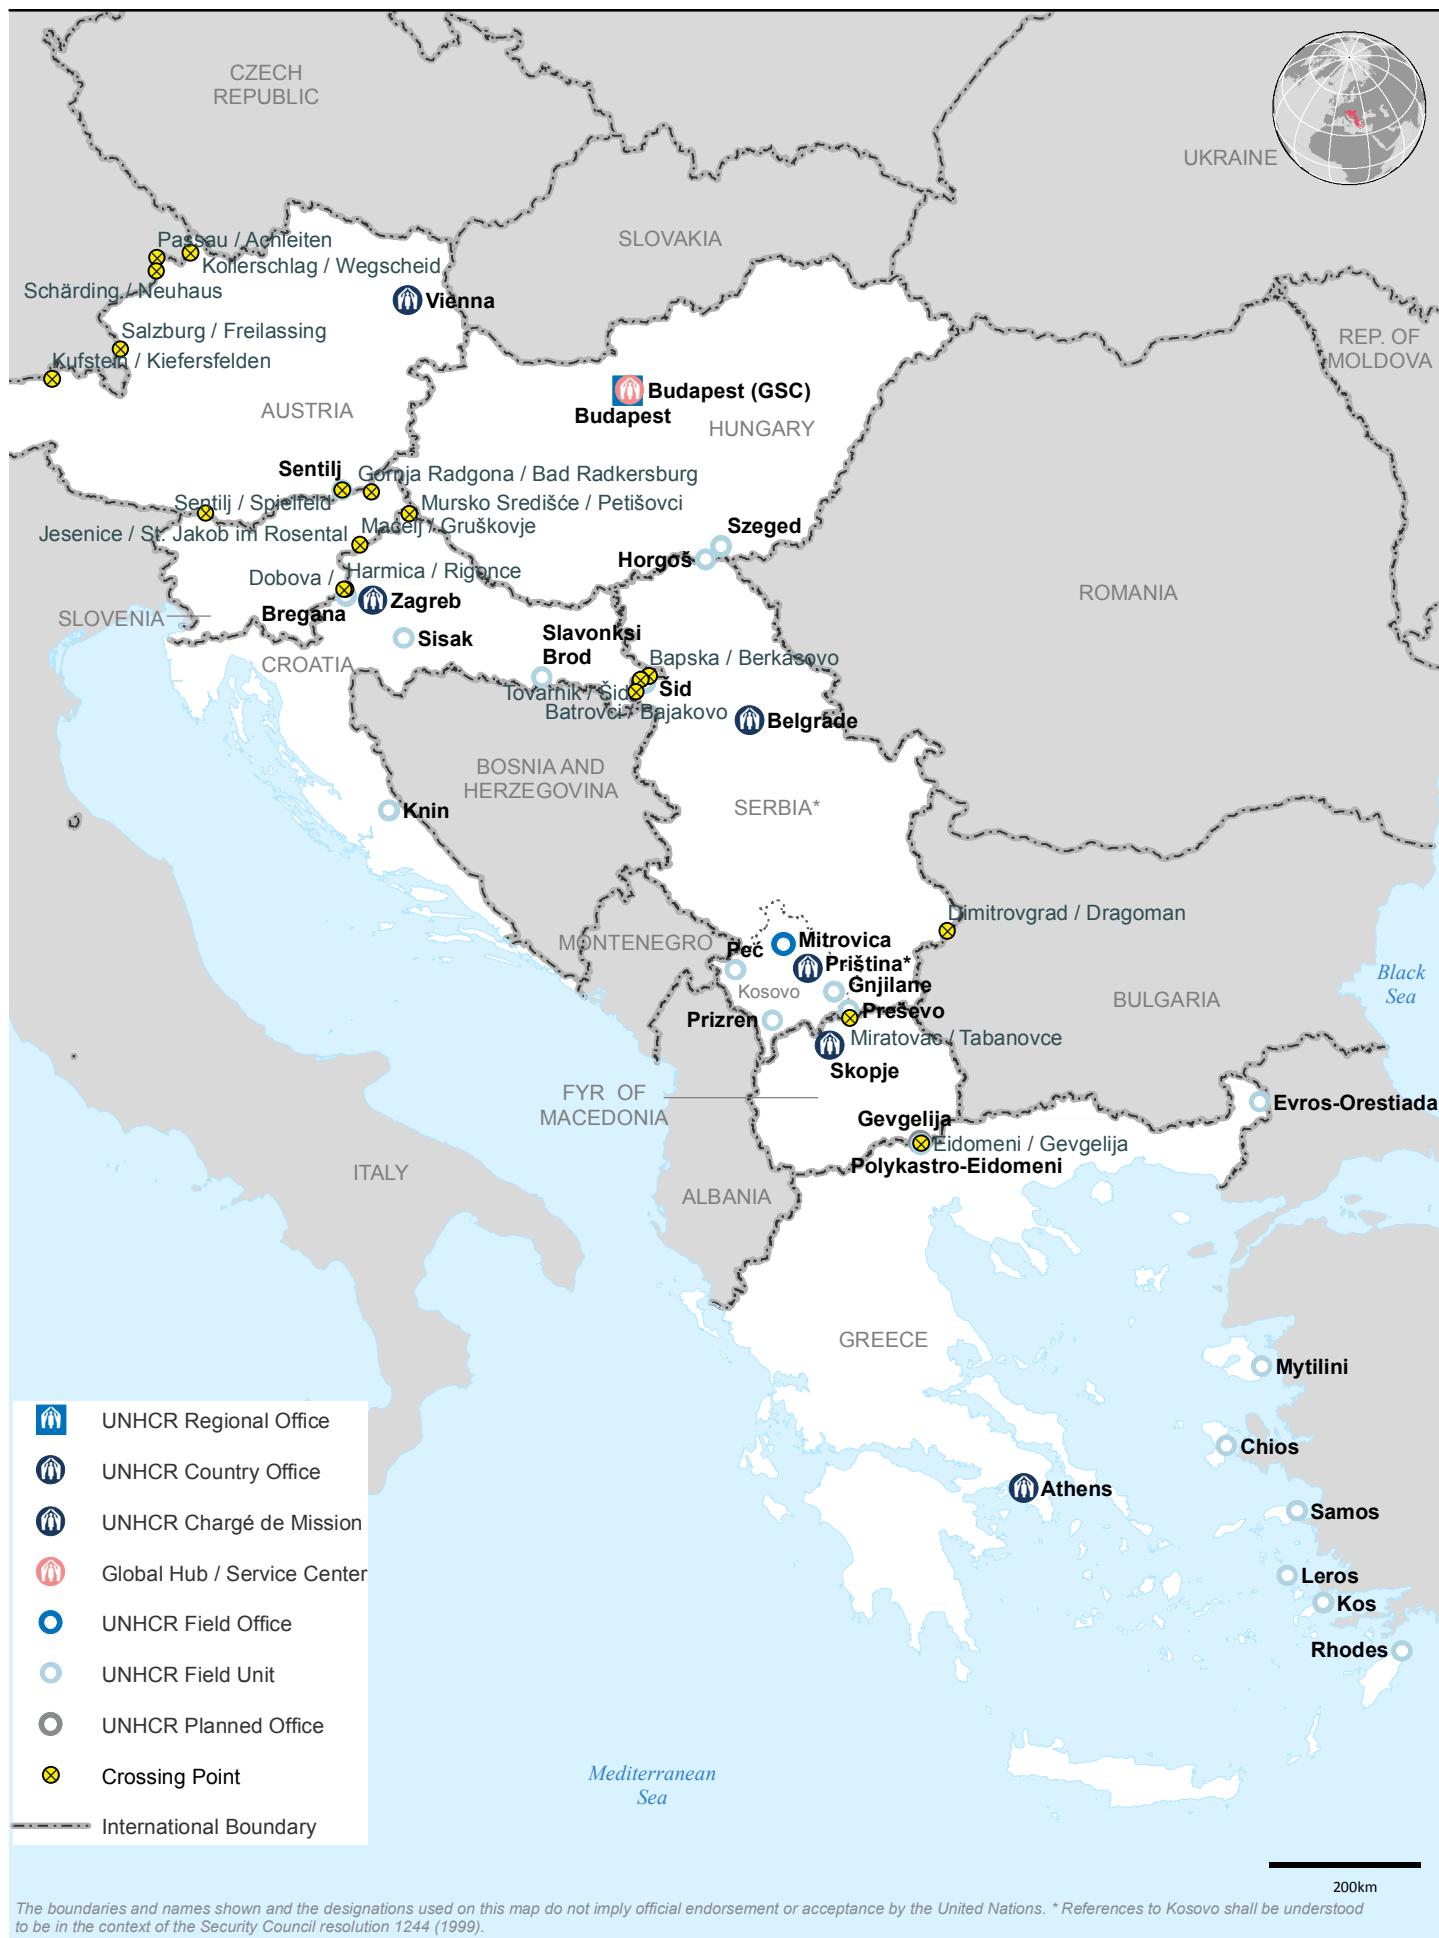 CZECH
REPUBLIC
UKRAINE
SLOVAKIA
Passau / Achleiten
Kollerschlag / Wegscheid
Schärding / Neuhaus
Vienna
Salzburg / Freilassing
Kufstein / Kiefersfelden
REP. OF
MOLDOVA
AUSTRIA
Budapest (GSC)
Budapest
HUNGARY
Sentilj
Gornja Radgona / Bad Radkersburg
Sentilj / Spielfeld
Mursko Središće / Petišovci
Jesenice / St. Jakob im Rosental
Macelj / Gruškovje
Szeged
Horgoš
Dobova /
Harmica / Rigonce
Bregana
Zagreb
ROMANIA
SLOVENIA
Sisak
CROATIA
Slavonksi
Brod
Bapska / Berkasovo
Tovarnik / Šid
Šid
Batrovci / Bajakovo
Belgrade
BOSNIA AND
HERZEGOVINA
SERBIA*
Knin
Dimitrovgrad / Dragoman
MONTENEGRO
Mitrovica
Peć
Priština*
Kosovo
Gnjilane
Preševo
Prizren
Miratovac / Tabanovce
Skopje
BULGARIA
Black
Sea
FYR OF
MACEDONIA
Evros-Orestiada
Gevgelija
Eidomeni / Gevgelija
Polykastro-Eidomeni
ITALY
ALBANIA
GREECE
Mytilini
Chios
Athens
Samos
Leros
Kos
Rhodes
UNHCR Regional Office
UNHCR Country Office
UNHCR Chargé de Mission
Global Hub / Service Center
UNHCR Field Office
UNHCR Field Unit
UNHCR Planned Office
Crossing Point
International Boundary
Mediterranean
Sea
200km
The boundaries and names shown and the designations used on this map do not imply official endorsement or acceptance by the United Nations. * References to Kosovo shall be understood
to be in the context of the Security Council resolution 1244 (1999).